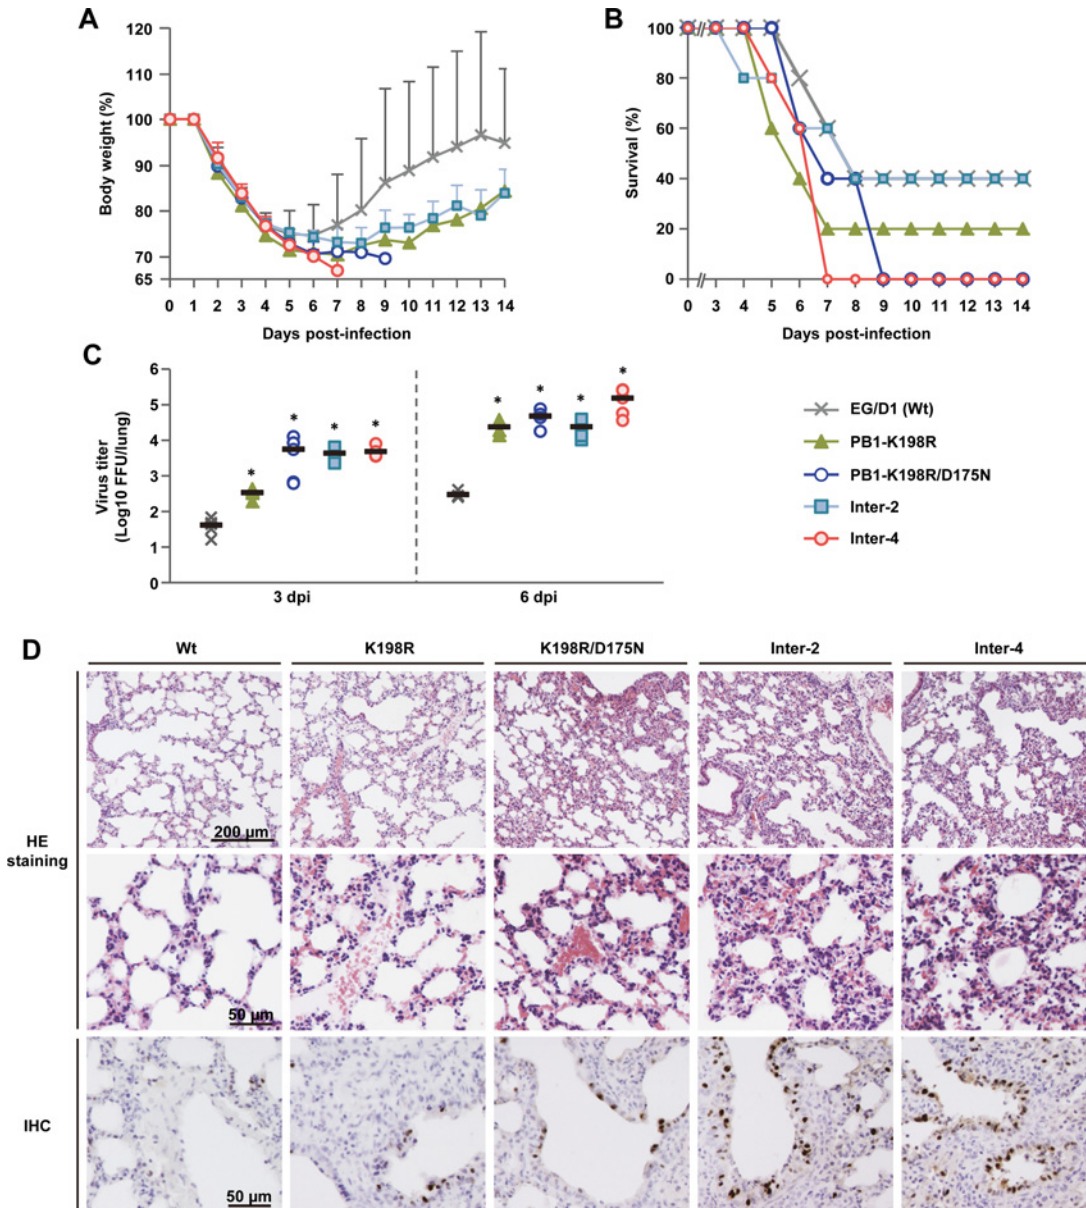 A
Body weight (%)
120
110
100
90
80
70
65
0 1 2 3 4 5 6 7 8 9 10 11 12 13 14
Days post-infection
B
Survival (%)
100
80
60
40
20
0
0 3 4 5 6 7 8 9 10 11 12 13 14
Days post-infection
C
Virus titer
(Log10 FFU/lung)
6
5
4
3
2
1
0
* * * *
* * * *
3 dpi 6 dpi
EG/D1 (Wt)
PB1-K198R
PB1-K198R/D175N
Inter-2
Inter-4
D
Wt K198R K198R/D175N Inter-2 Inter-4
HE
staining
200 µm
50 µm
IHC
50 µm